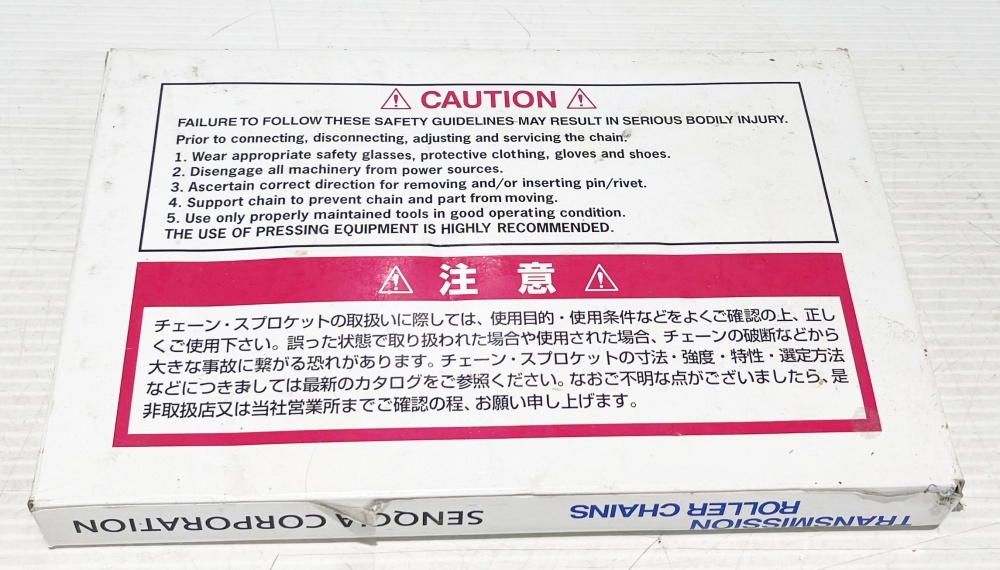 CAUTION
FAILURE TO FOLLOW THESE SAFETY GUIDELINES MAY RESULT IN SERIOUS BODILY INJURY.
Prior to connecting, disconnecting, adjusting and servicing the chain.
1. Wear appropriate safety glasses, protective clothing, gloves and shoes.
2. Disengage all machinery from power sources.
3. Ascertain correct direction for removing and/or inserting pin/rivet.
4. Support chain to prevent chain and part from moving.
5. Use only properly maintained tools in good operating condition.
THE USE OF PRESSING EQUIPMENT IS HIGHLY RECOMMENDED.
注 意
チェーン・スプロケットの取扱いに際しては、使用目的・使用条件などをよくご確認の上、正し
くご使用下さい。誤った状態で取り扱われた場合や使用された場合、チェーンの破断などから
大きな事故に繋がる恐れがあります。チェーン・スプロケットの寸法・強度・特性・選定方法
などにつきましては最新のカタログをご参照ください。なおご不明な点がございましたら、是
非取扱店又は当社営業所までご確認の程、お願い申し上げます。
TRANSMISSION
ROLLER CHAINS
SENQCIA CORPORATION